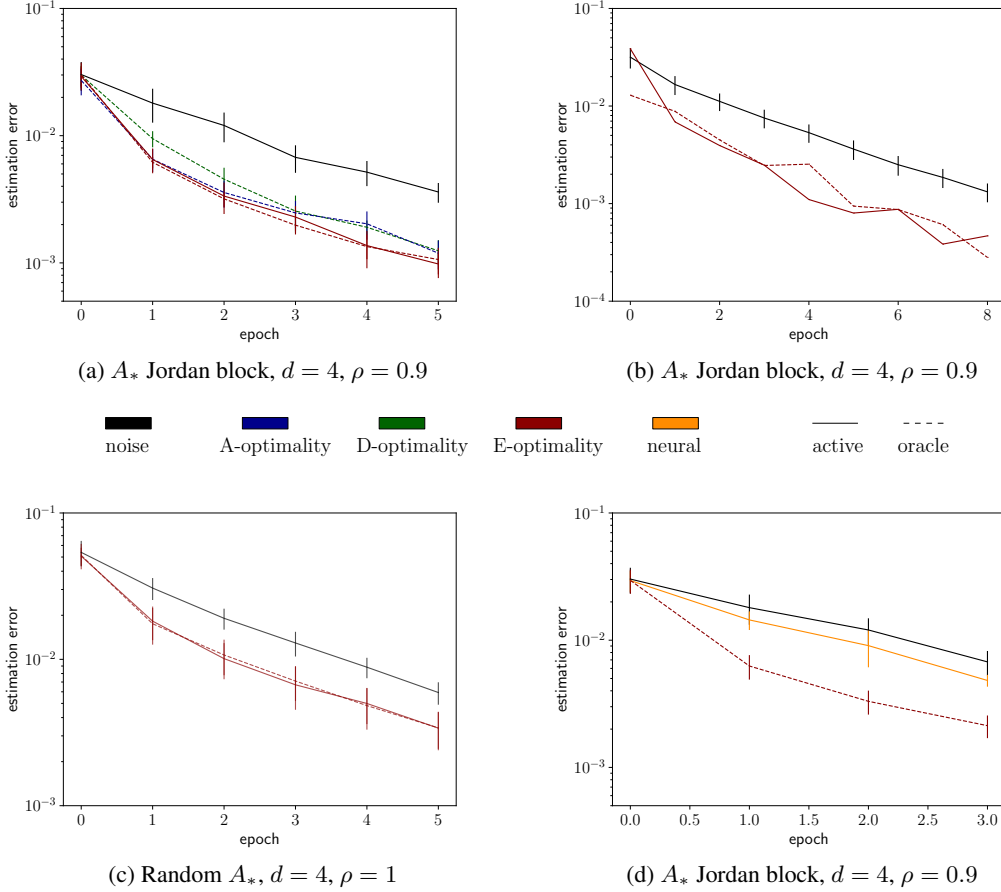 10^{-1}
10^{-2}
10^{-3}
estimation error
0 1 2 3 4 5
epoch
(a) A_* Jordan block, d = 4, ρ = 0.9
10^{-1}
10^{-2}
10^{-3}
10^{-4}
estimation error
0 2 4 6 8
epoch
(b) A_* Jordan block, d = 4, ρ = 0.9
noise A-optimality D-optimality E-optimality neural active oracle
10^{-1}
10^{-2}
10^{-3}
estimation error
0 1 2 3 4 5
epoch
(c) Random A_*, d = 4, ρ = 1
10^{-1}
10^{-2}
10^{-3}
estimation error
0.0 0.5 1.0 1.5 2.0 2.5 3.0
epoch
(d) A_* Jordan block, d = 4, ρ = 0.9